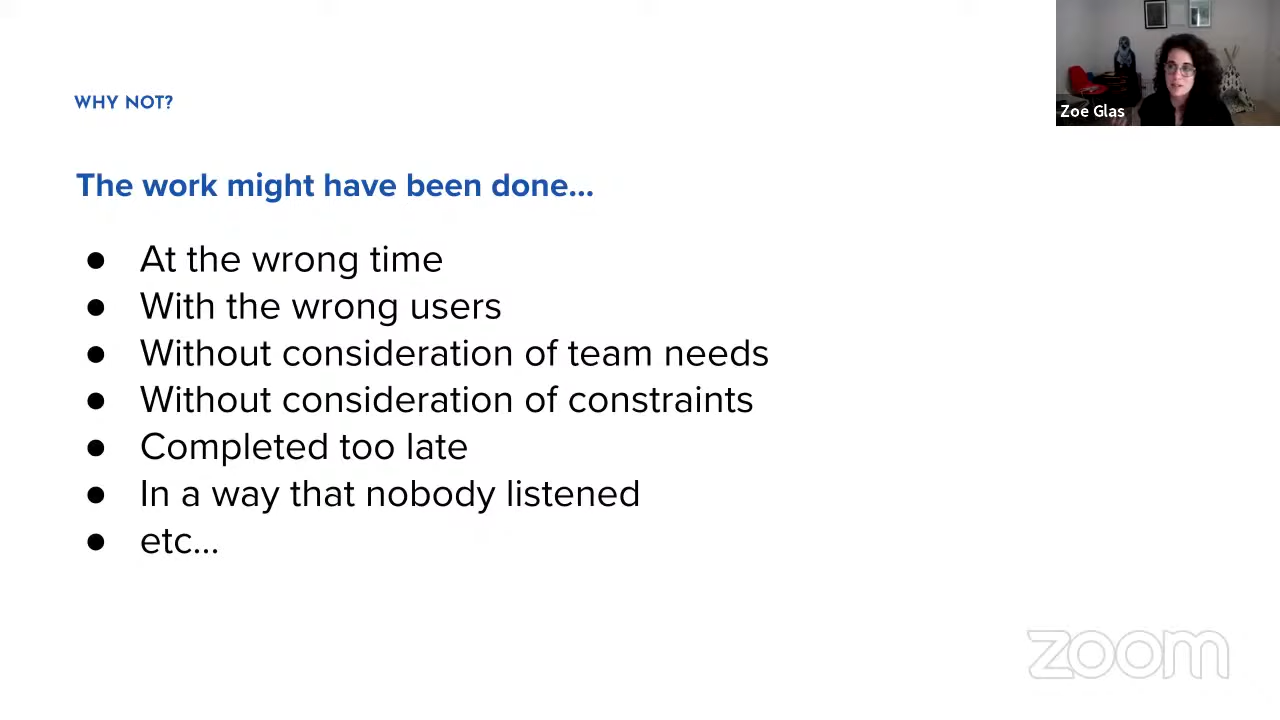 WHY NOT?
Zoe Glas
The work might have been done...
● At the wrong time
● With the wrong users
● Without consideration of team needs
● Without consideration of constraints
● Completed too late
● In a way that nobody listened
● etc...
zoom